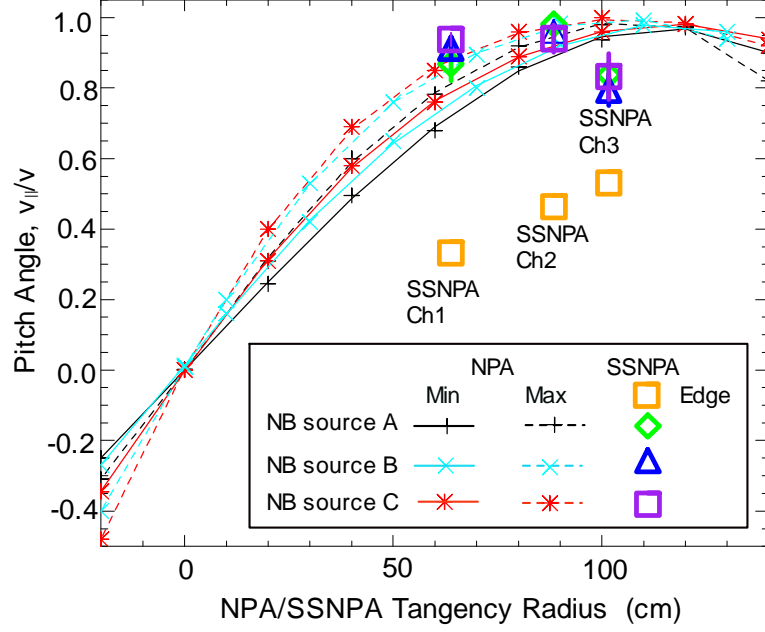 1.0
0.8
0.6
0.4
0.2
0.0
-0.2
-0.4
Pitch Angle, v||/v
SSNPA
Ch3
SSNPA
Ch2
SSNPA
Ch1
NPA SSNPA
Min Max Edge
NB source A
NB source B
NB source C
0 50 100
NPA/SSNPA Tangency Radius (cm)